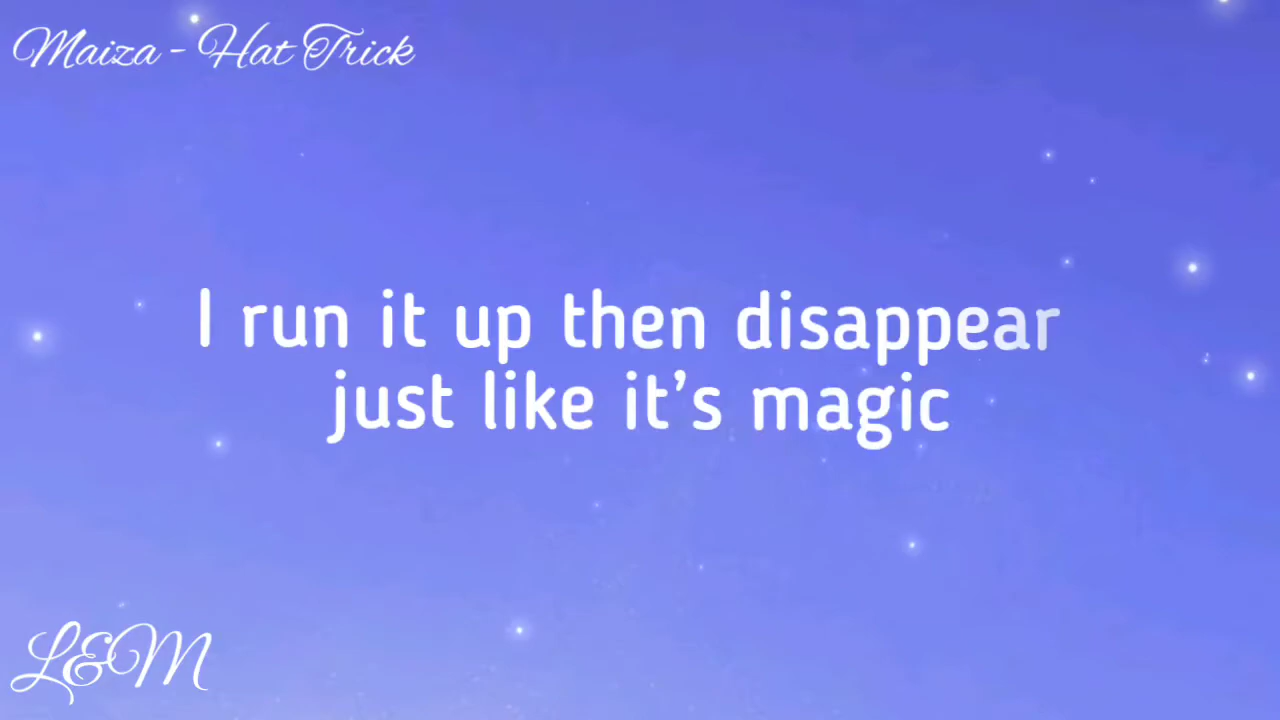 Maiza - Hat Trick
I run it up then disappear
just like it’s magic
L&M